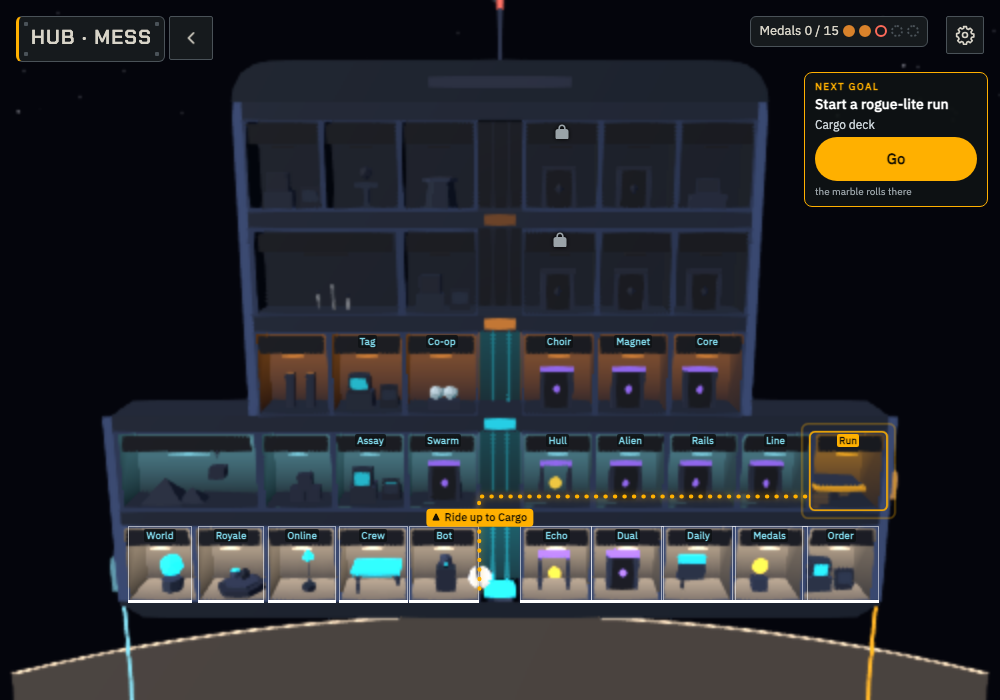 HUB · MESS
Medals 0 / 15
NEXT GOAL
Start a rogue-lite run
Cargo deck
Go
the marble rolls there
Tag
Co-op
Choir
Magnet
Core
Assay
Swarm
Hull
Alien
Rails
Line
Run
Ride up to Cargo
World
Royale
Online
Crew
Bot
Echo
Dual
Daily
Medals
Order